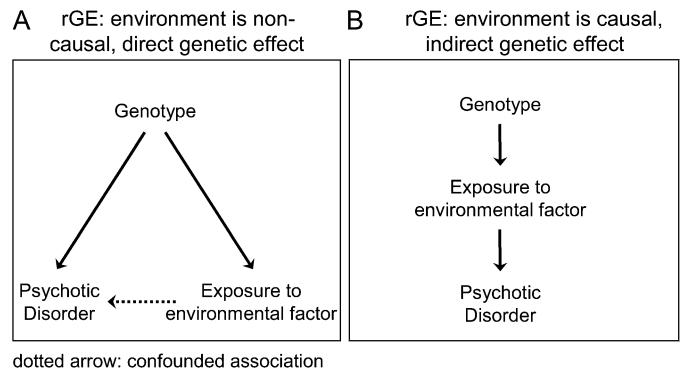 A
rGE: environment is non-
causal, direct genetic effect
Genotype
Psychotic
Disorder
Exposure to
environmental factor
dotted arrow: confounded association
B
rGE: environment is causal,
indirect genetic effect
Genotype
Exposure to
environmental factor
Psychotic
Disorder